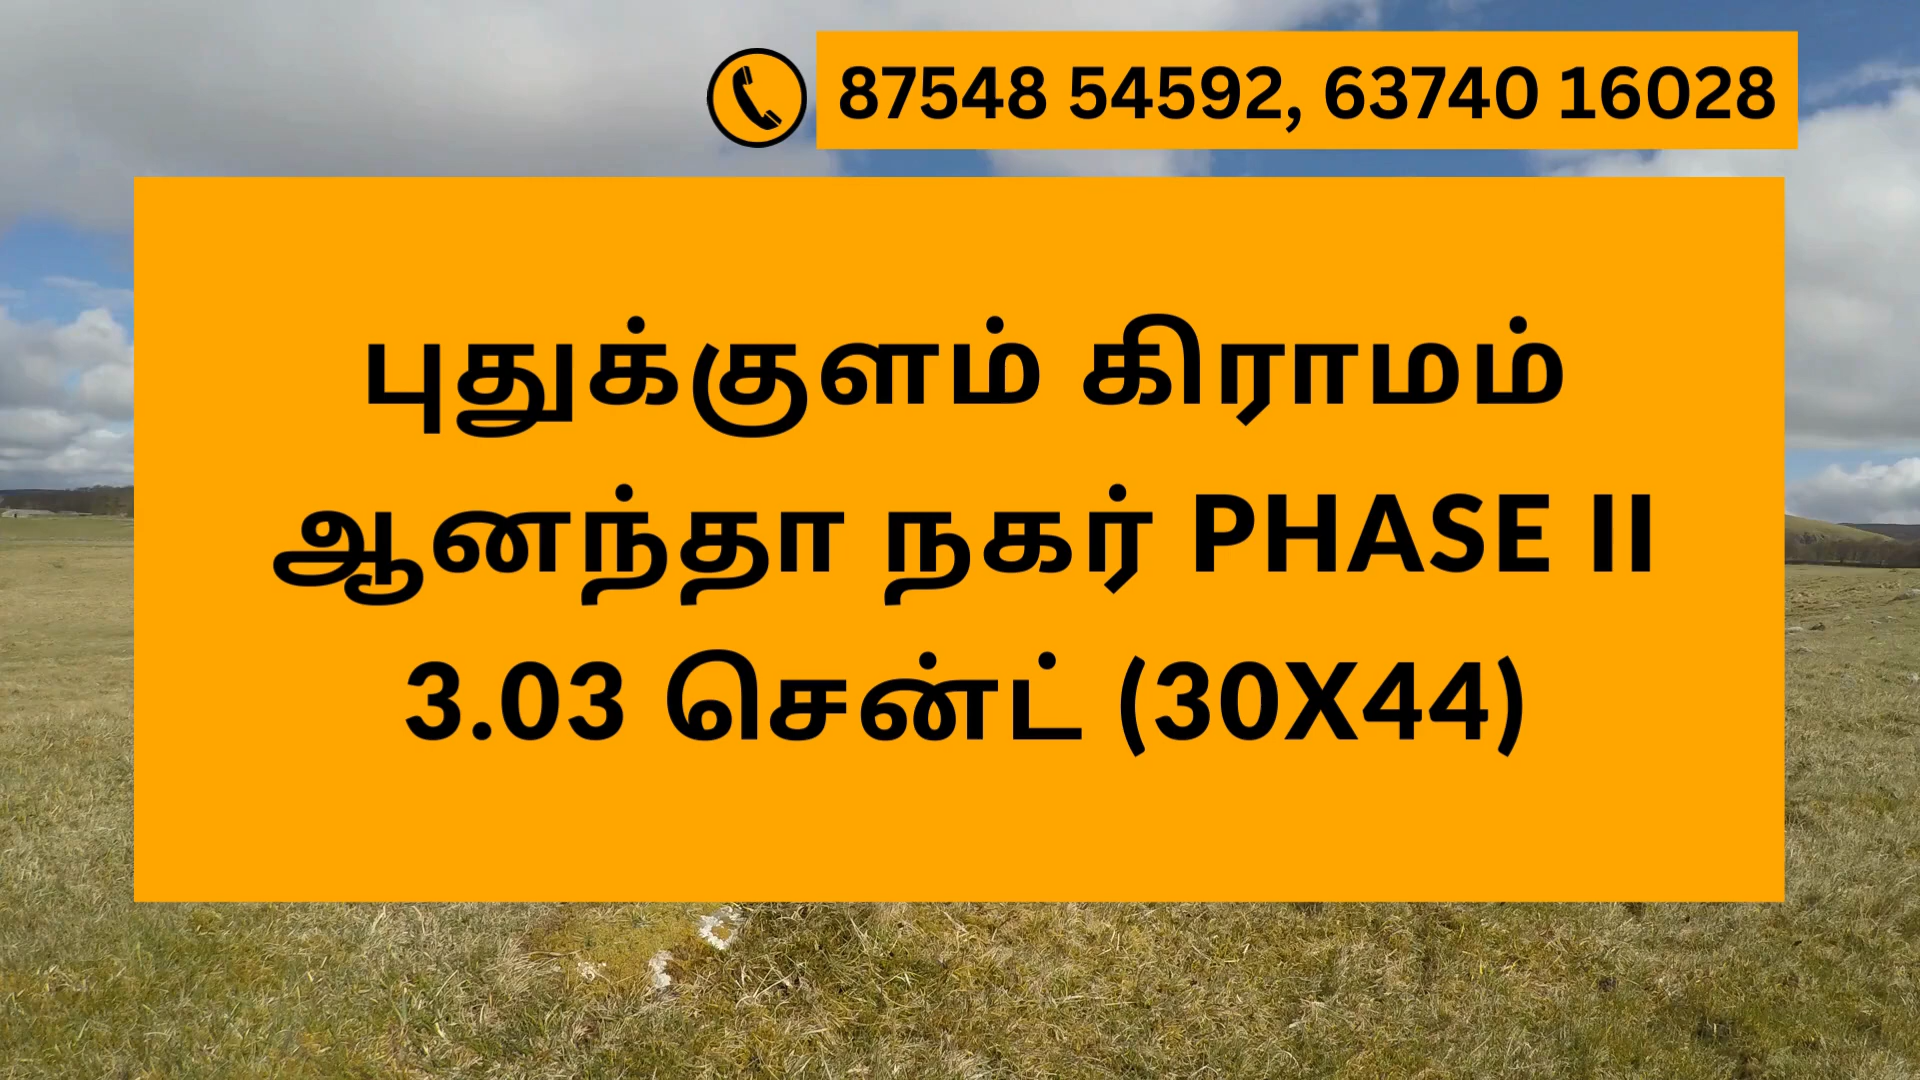 87548 54592, 63740 16028
புதுக்குளம் கிராமம்
ஆனந்தா நகர் PHASE II
3.03 சென்ட் (30X44)